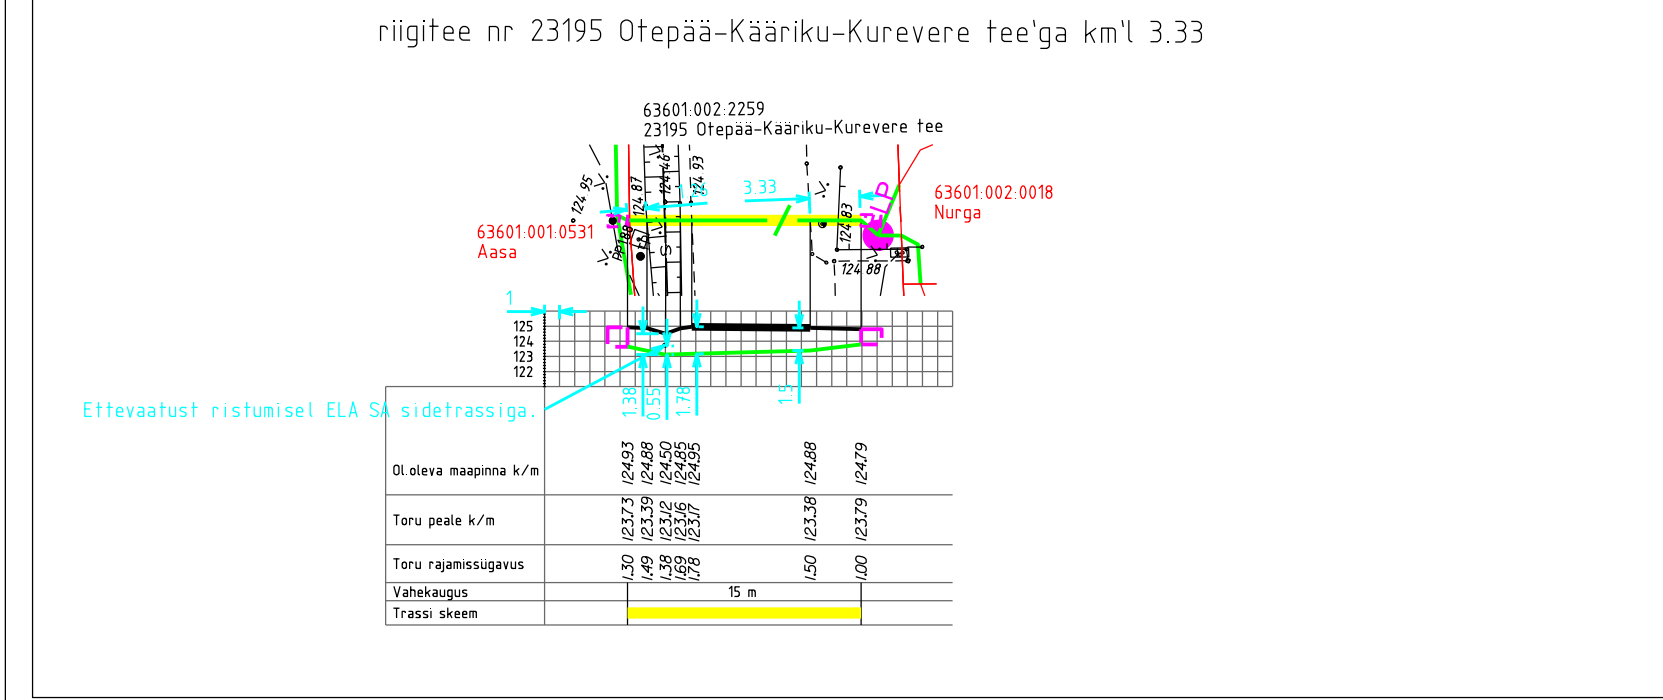 riigitee nr 23195 Otepää-Kääriku-Kurevere tee'ga km'l 3.33
63601:002:2259
23195 Otepää-Kääriku-Kurevere tee
124 95
124 87
124 46
124 93
3.33
ELP
124 83
124 88
63601:002:0018
Nurga
63601:001:0531
Aasa
S
1
125
124
123
122
1.38
0.55
1.78
1.5
Ettevaatust ristumisel ELA SA sidetrassiga.
Ol.oleva maapinna k/m 124.93 124.88 124.50 124.85 124.95 124.88 124.79
Toru peale k/m 123.73 123.39 123.12 123.16 123.17 123.38 123.79
Toru rajamissügavus 1.30 1.49 1.38 1.69 1.78 1.50 1.00
Vahekaugus 15 m
Trassi skeem